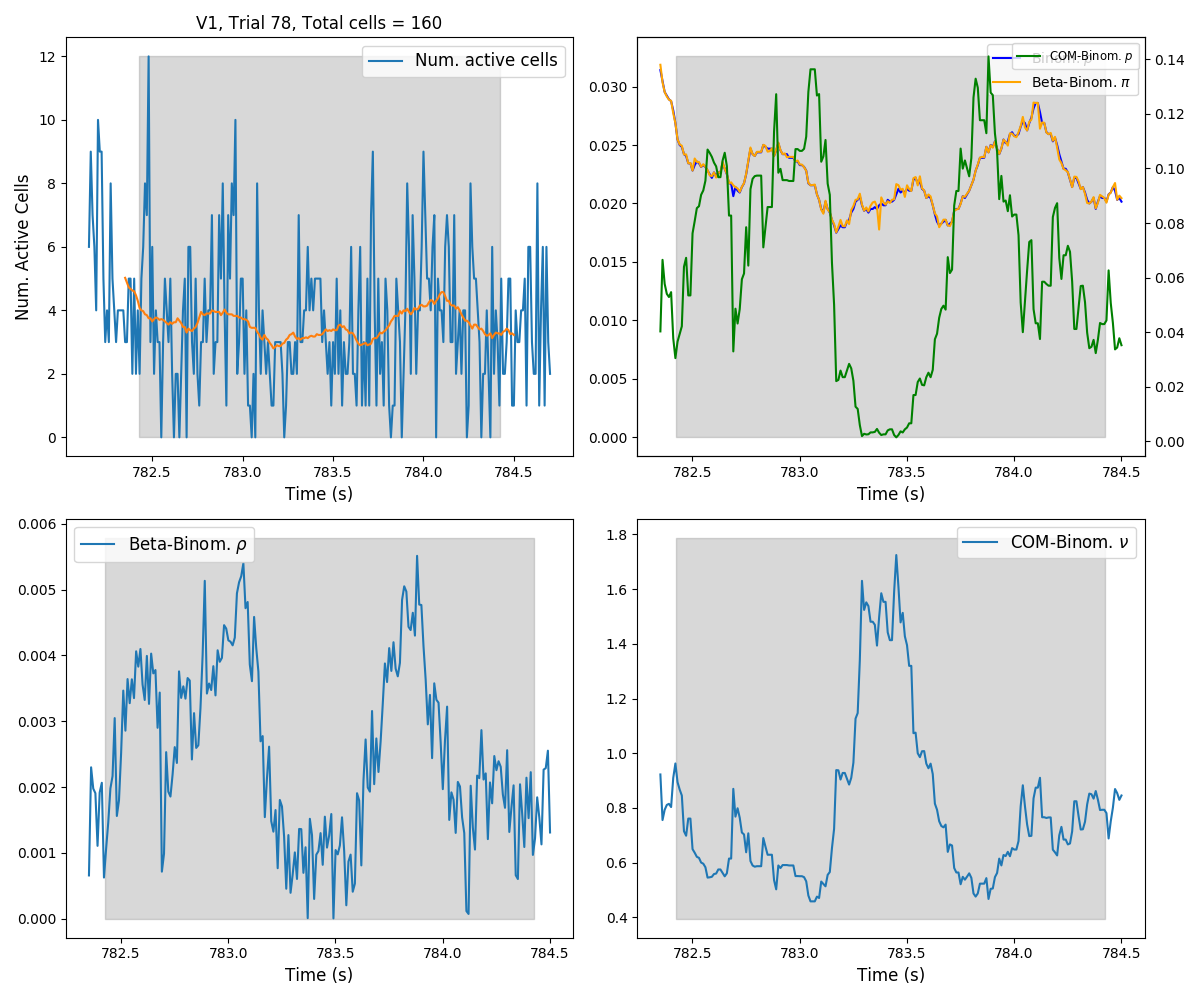 V1, Trial 78, Total cells = 160
Num. active cells
Num. Active Cells
12
10
8
6
4
2
0
782.5 783.0 783.5 784.0 784.5
Time (s)
COM-Binom. p
Beta-Binom. π
0.030
0.025
0.020
0.015
0.010
0.005
0.000
0.14
0.12
0.10
0.08
0.06
0.04
0.02
0.00
782.5 783.0 783.5 784.0 784.5
Time (s)
Beta-Binom. ρ
0.006
0.005
0.004
0.003
0.002
0.001
0.000
782.5 783.0 783.5 784.0 784.5
Time (s)
COM-Binom. ν
1.8
1.6
1.4
1.2
1.0
0.8
0.6
0.4
782.5 783.0 783.5 784.0 784.5
Time (s)